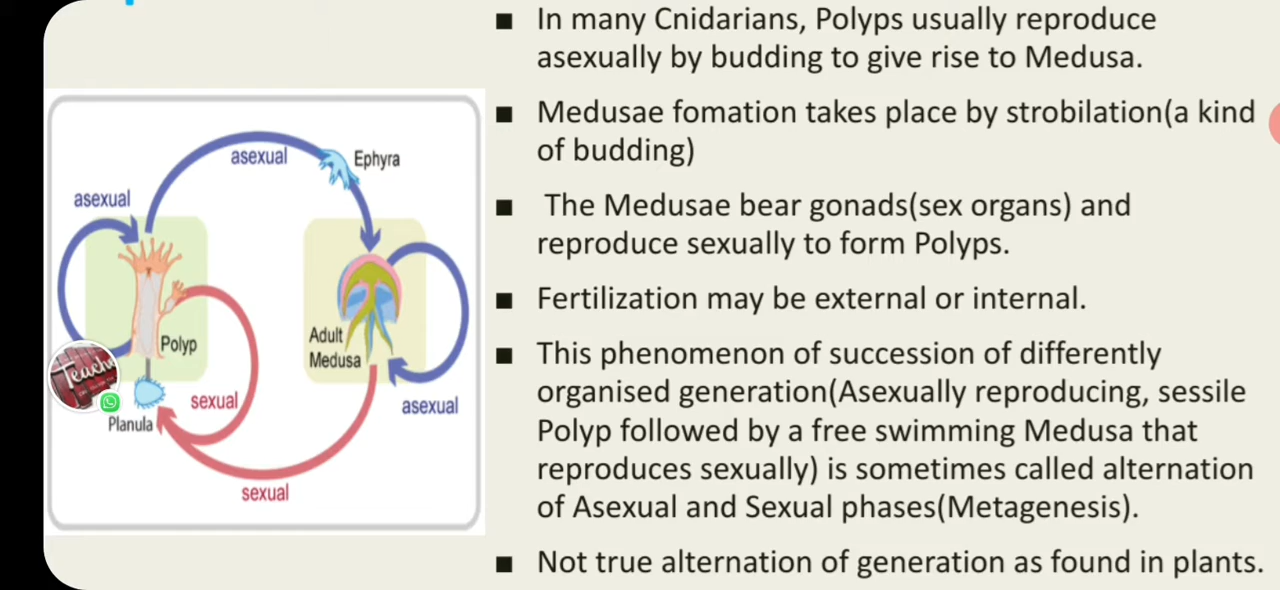 ■ In many Cnidarians, Polyps usually reproduce
asexually by budding to give rise to Medusa.
■ Medusae fomation takes place by strobilation(a kind
of budding)
■ The Medusae bear gonads(sex organs) and
reproduce sexually to form Polyps.
■ Fertilization may be external or internal.
■ This phenomenon of succession of differently
organised generation(Asexually reproducing, sessile
Polyp followed by a free swimming Medusa that
reproduces sexually) is sometimes called alternation
of Asexual and Sexual phases(Metagenesis).
■ Not true alternation of generation as found in plants.
asexual
Ephyra
asexual
Polyp
Adult
Medusa
sexual
asexual
Planula
sexual